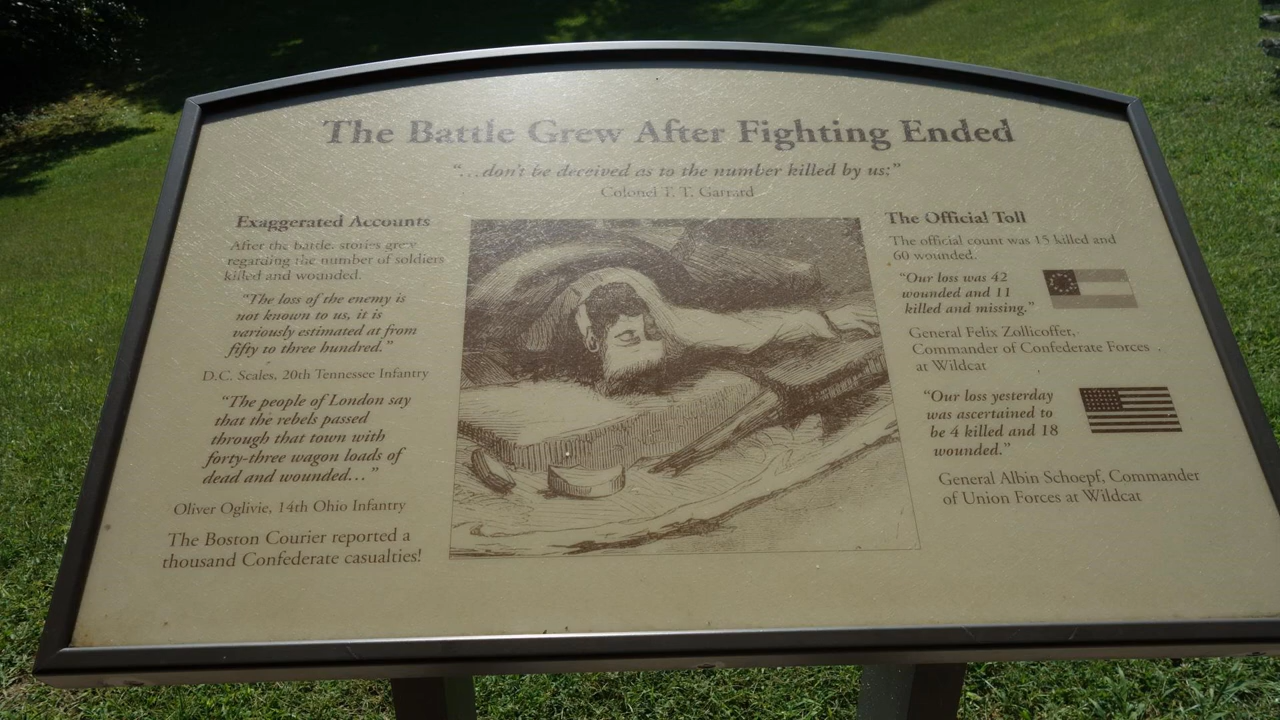 The Battle Grew After Fighting Ended
“...don't be deceived as to the number killed by us:”
Colonel T. T. Garrard
Exaggerated Accounts
After the battle, stories grew
regarding the number of soldiers
killed and wounded.
“The loss of the enemy is
not known to us, it is
variously estimated at from
fifty to three hundred.”
D.C. Scales, 20th Tennessee Infantry
“The people of London say
that the rebels passed
through that town with
forty-three wagon loads of
dead and wounded...”
Oliver Oglivie, 14th Ohio Infantry
The Boston Courier reported a
thousand Confederate casualties!
The Official Toll
The official count was 15 killed and
60 wounded.
“Our loss was 42
wounded and 11
killed and missing.”
General Felix Zollicoffer,
Commander of Confederate Forces
at Wildcat
“Our loss yesterday
was ascertained to
be 4 killed and 18
wounded.”
General Albin Schoepf, Commander
of Union Forces at Wildcat